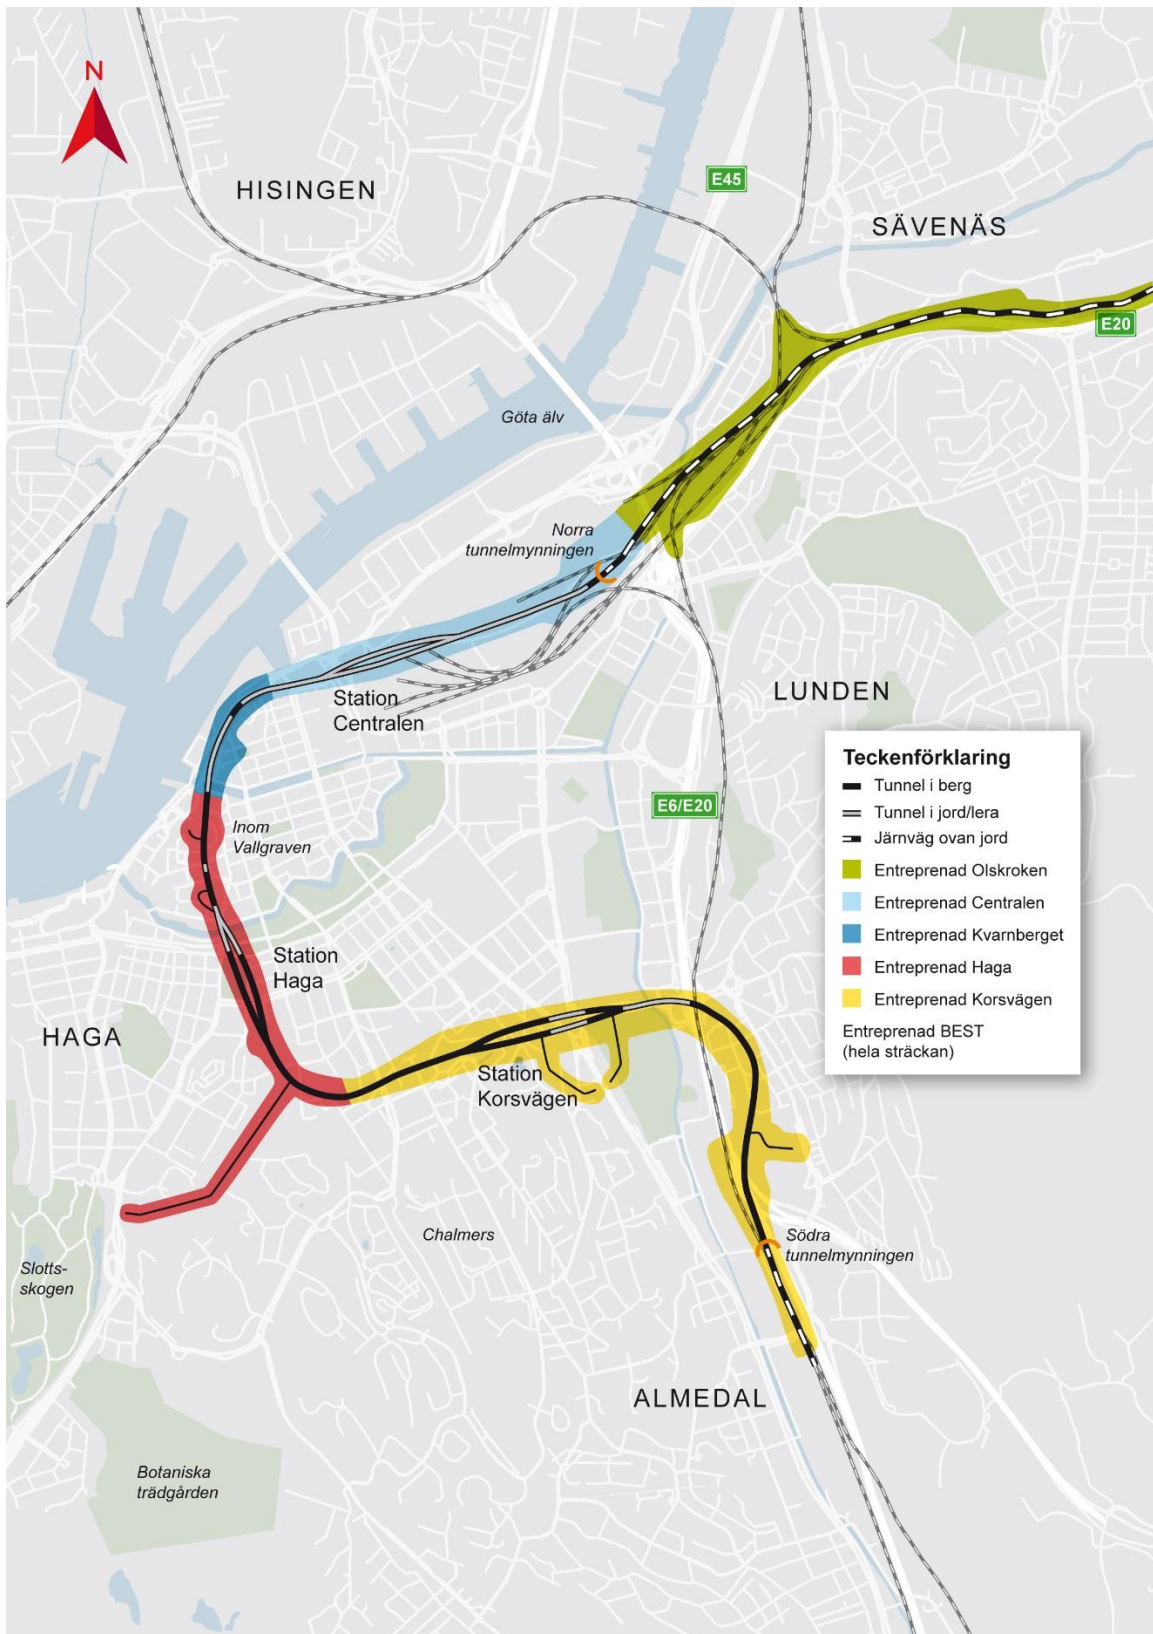 N
HISINGEN
E45
SÄVENÄS
E20
Göta älv
Norra
tunnelmynningen
LUNDEN
Station
Centralen
Teckenförklaring
Tunnel i berg
Tunnel i jord/lera
Järnväg ovan jord
Entreprenad Olskroken
Entreprenad Centralen
Entreprenad Kvarnberget
Entreprenad Haga
Entreprenad Korsvägen
Entreprenad BEST
(hela sträckan)
E6/E20
Inom
Vallgraven
Station
Haga
HAGA
Station
Korsvägen
Chalmers
Södra
tunnelmynningen
Slotts-
skogen
ALMEDAL
Botaniska
trädgården